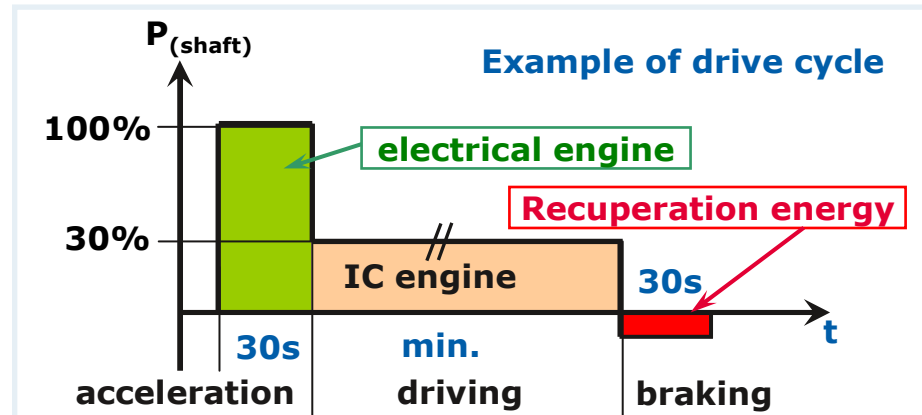 P(shaft)
Example of drive cycle
100%
electrical engine
Recuperation energy
30%
IC engine
30s
t
30s
min.
acceleration
driving
braking